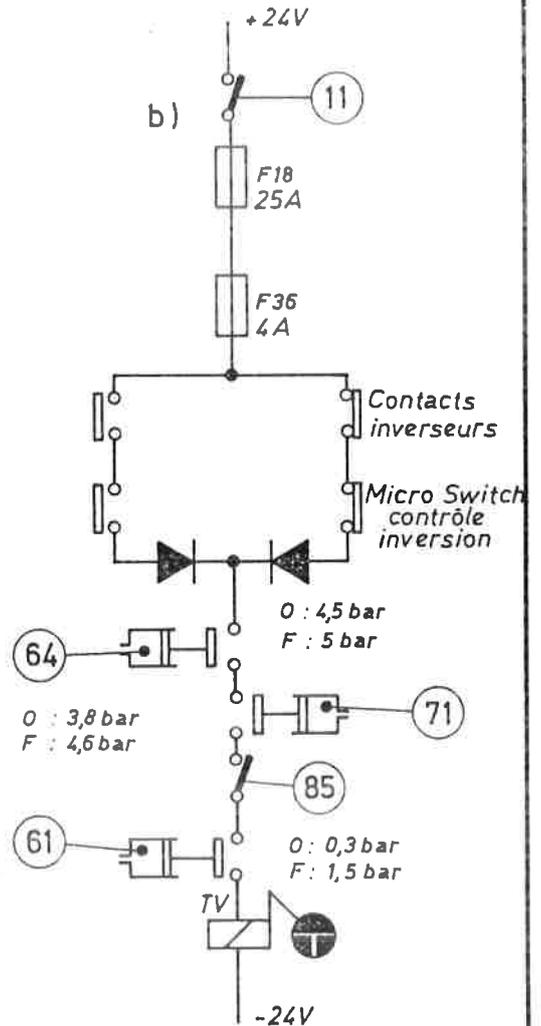 +24V
11
b)
F18
25A
F36
4A
Contacts
inverseurs
Micro Switch
contrôle
inversion
O : 4,5 bar
F : 5 bar
64
71
O : 3,8 bar
F : 4,6 bar
85
61
O : 0,3 bar
F : 1,5 bar
TV
T
-24V